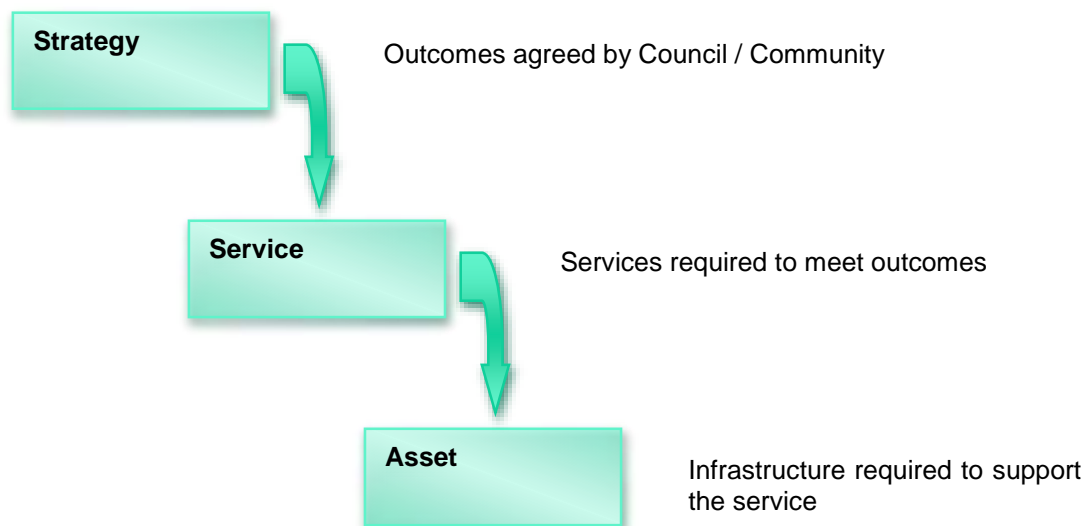 Strategy
Outcomes agreed by Council / Community
Service
Services required to meet outcomes
Asset
Infrastructure required to support
the service